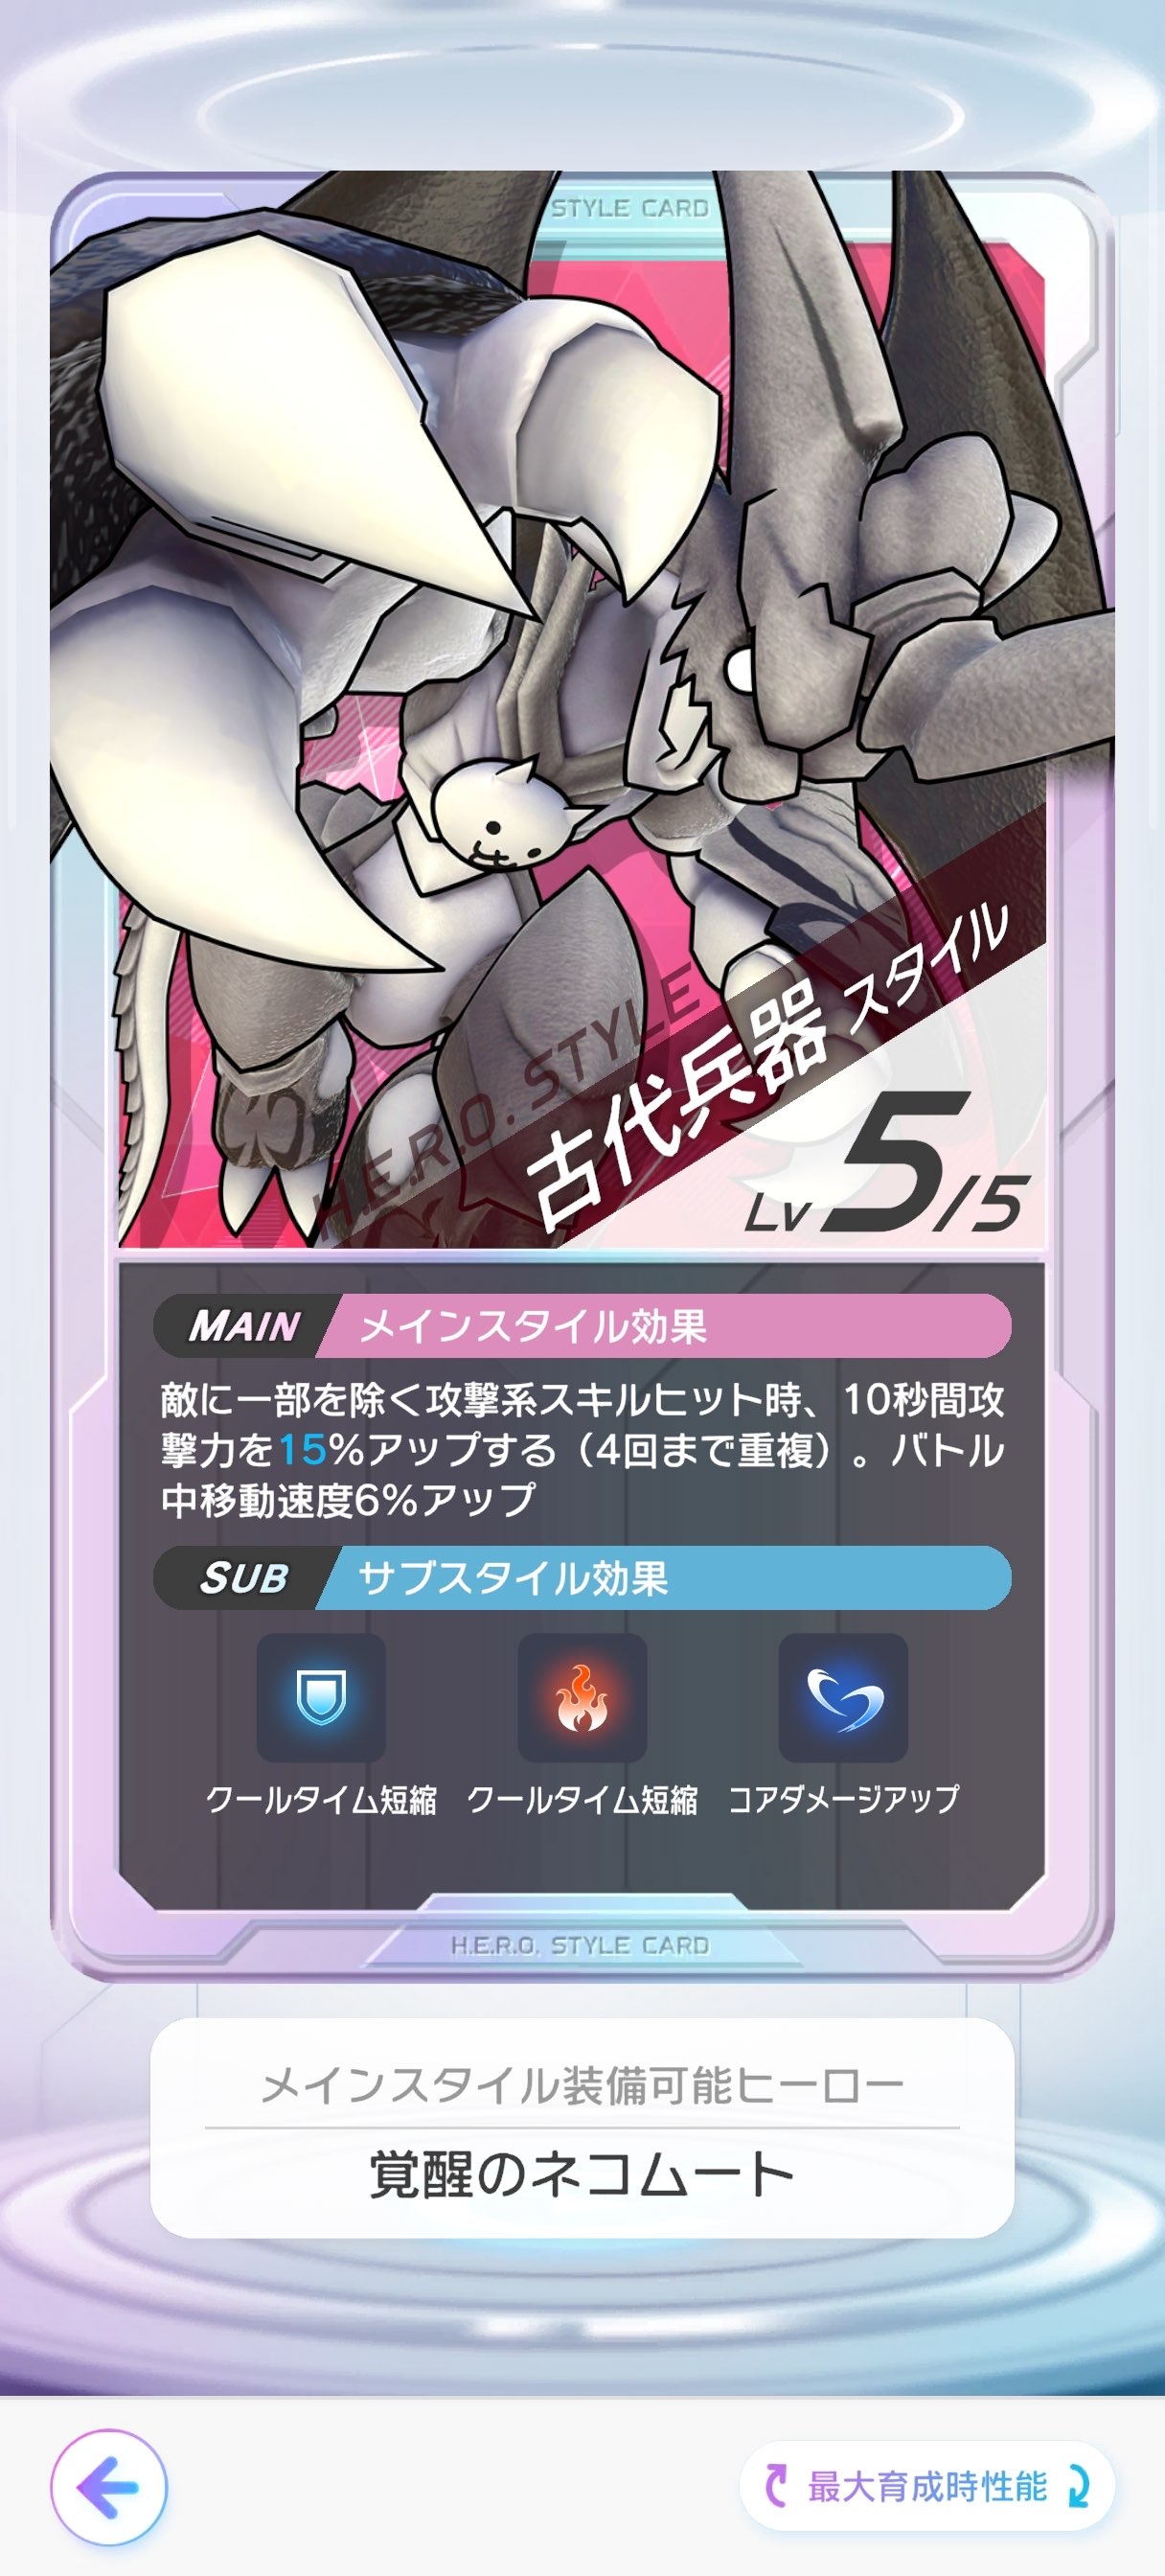 STYLE CARD
H.E.R.O. STYLE
古代兵器 スタイル
Lv 5/5
MAIN メインスタイル効果
敵に一部を除く攻撃系スキルヒット時、10秒間攻
撃力を15%アップする（4回まで重複）。バトル
中移動速度6%アップ
SUB サブスタイル効果
クールタイム短縮 クールタイム短縮 コアダメージアップ
H.E.R.O. STYLE CARD
メインスタイル装備可能ヒーロー
覚醒のネコムート
最大育成時性能